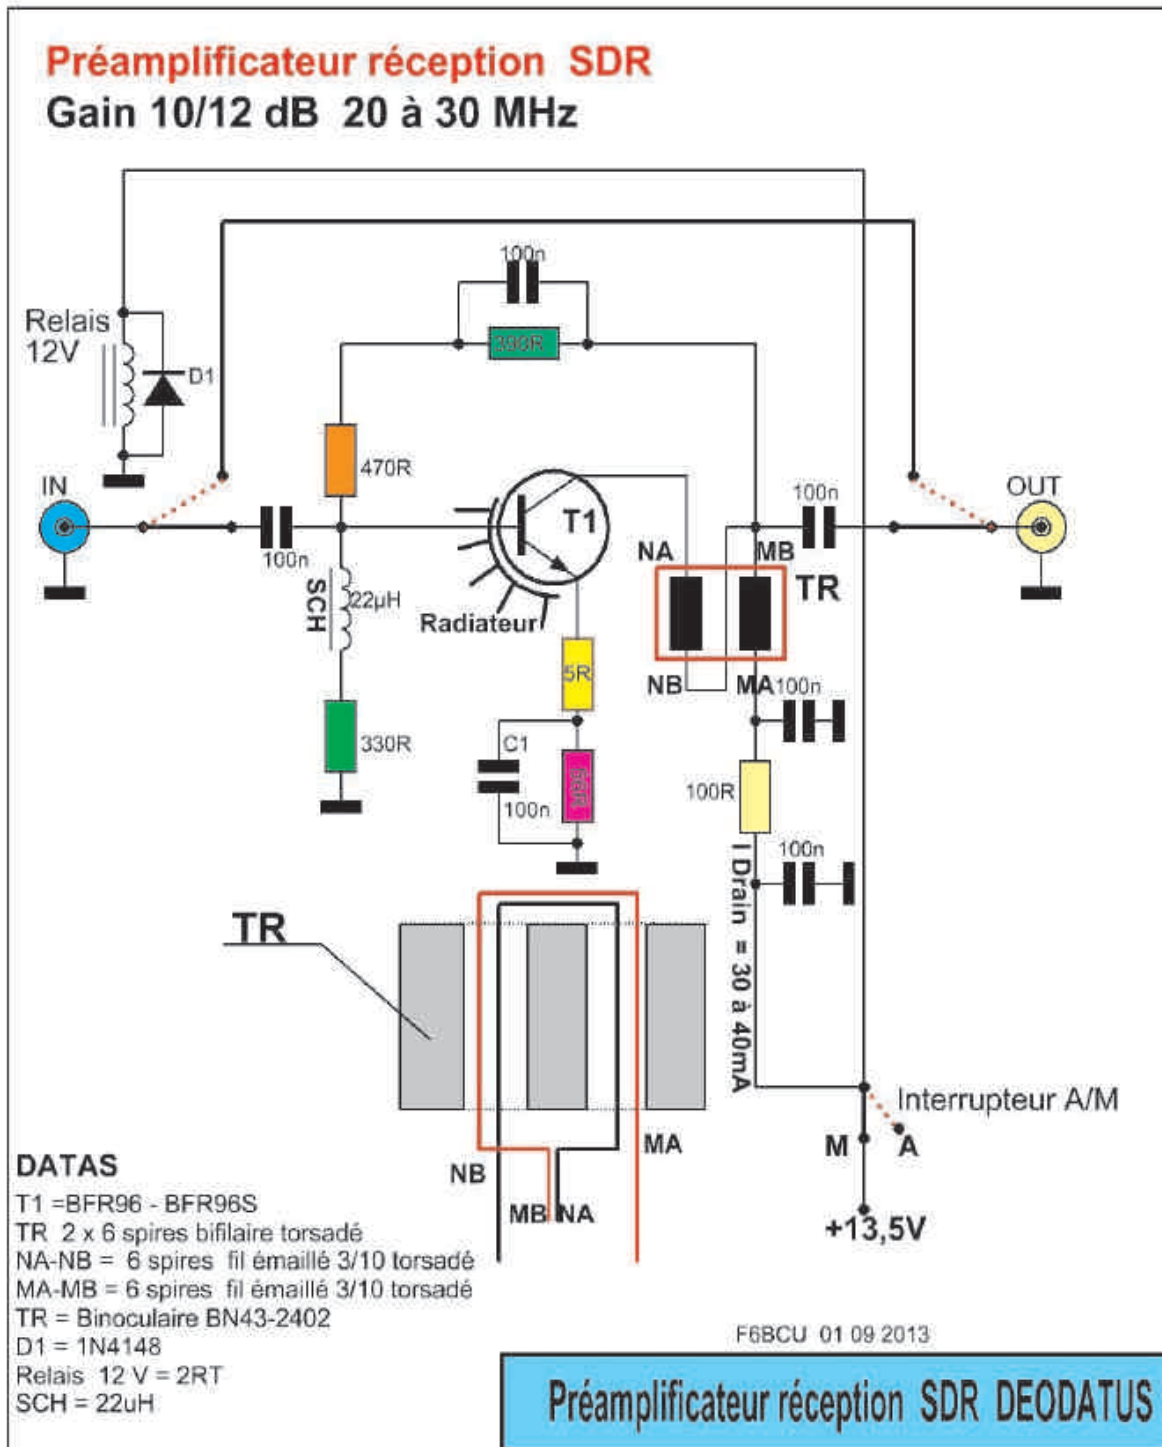 Préamplificateur réception SDR
Gain 10/12 dB 20 à 30 MHz
100n
Relais
12V
D1
470R
IN
100n
OUT
T1
100n
NA
MB
TR
SCH
22µH
Radiateur
5R
NB
MA
100n
330R
C1
100n
100R
100n
I Drain = 30 à 40mA
TR
Interrupteur A/M
M
A
+13,5V
MA
NB
MB
NA
DATAS
T1 =BFR96 - BFR96S
TR 2 x 6 spires bifilaire torsadé
NA-NB = 6 spires fil émaillé 3/10 torsadé
MA-MB = 6 spires fil émaillé 3/10 torsadé
TR = Binoculaire BN43-2402
D1 = 1N4148
Relais 12 V = 2RT
SCH = 22uH
F6BCU 01 09 2013
Préamplificateur réception SDR DEODATUS